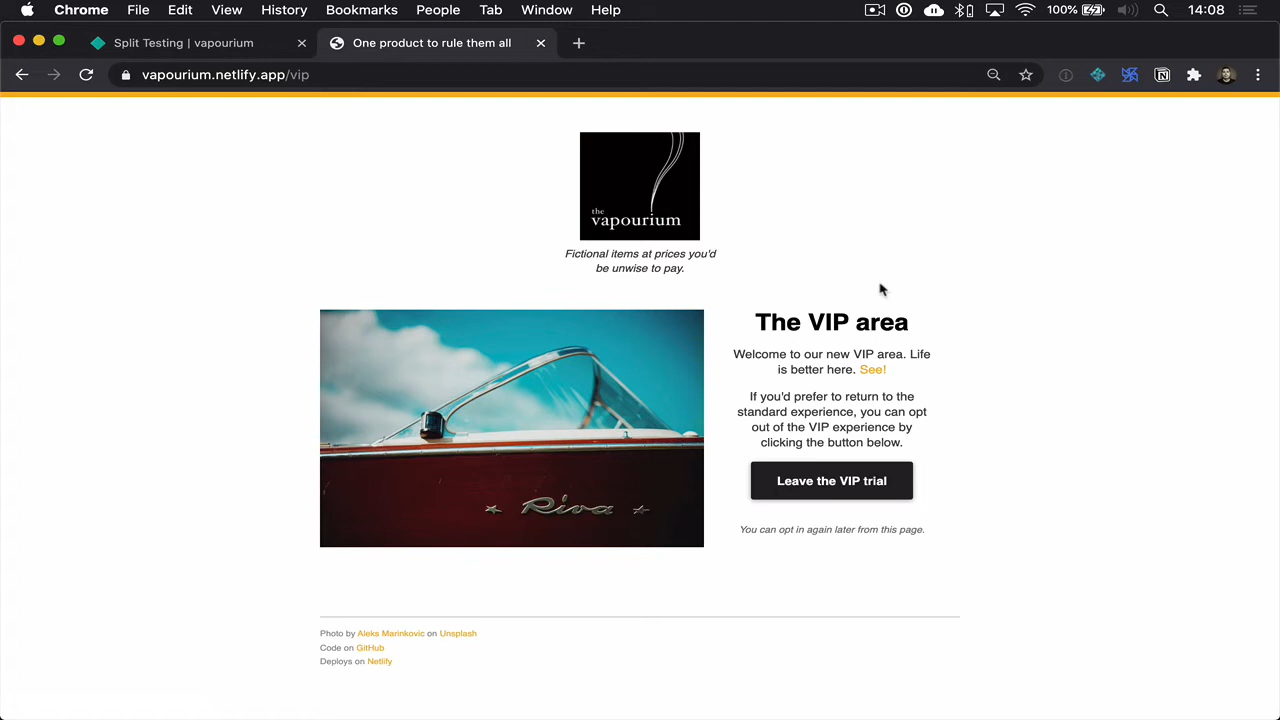 Chrome File Edit View History Bookmarks People Tab Window Help 100% 14:08
Split Testing | vapourium
One product to rule them all
vapourium.netlify.app/vip
the
vapourium
Fictional items at prices you'd
be unwise to pay.
Riva
The VIP area
Welcome to our new VIP area. Life
is better here. See!
If you'd prefer to return to the
standard experience, you can opt
out of the VIP experience by
clicking the button below.
Leave the VIP trial
You can opt in again later from this page.
Photo by Aleks Marinkovic on Unsplash
Code on GitHub
Deploys on Netlify